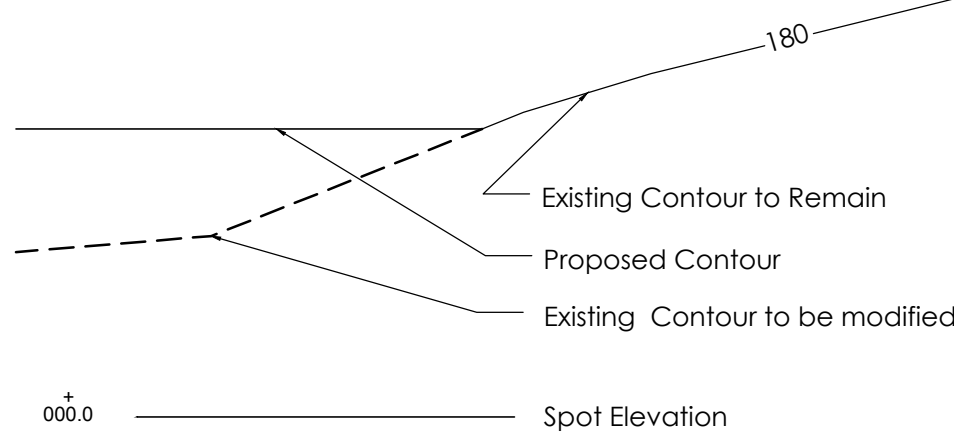 180
Existing Contour to Remain
Proposed Contour
Existing Contour to be modified
+
000.0
Spot Elevation